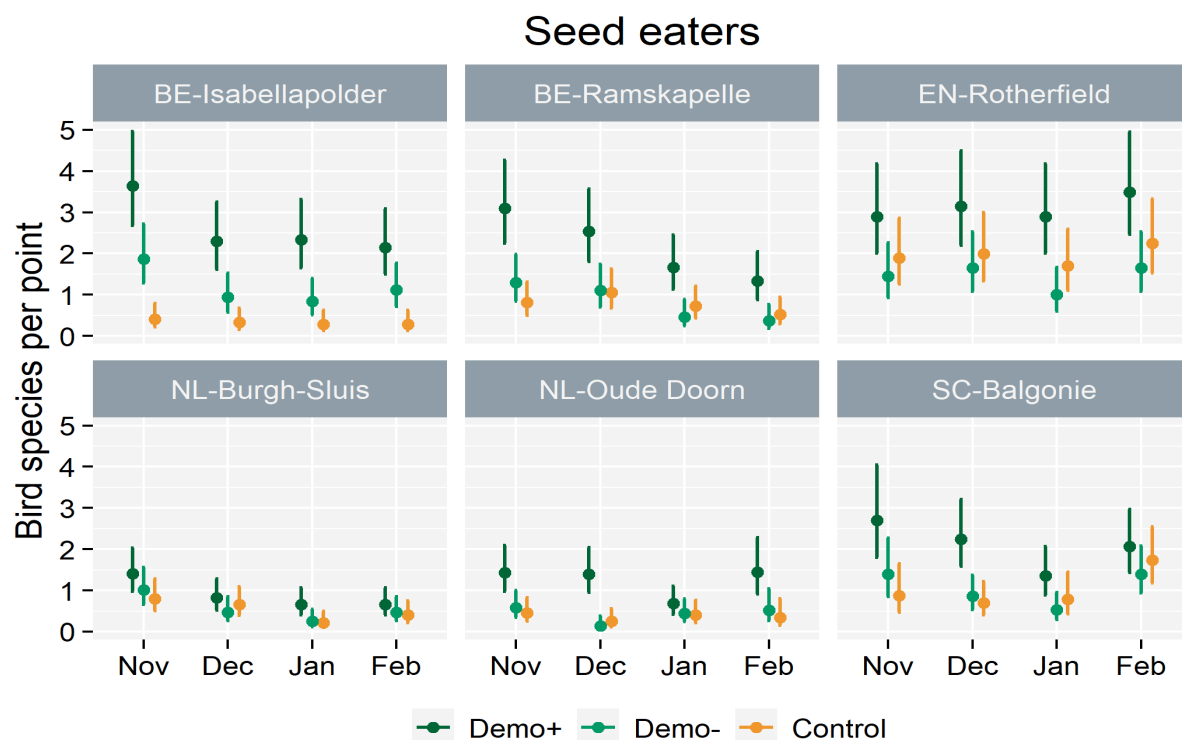 Seed eaters
BE-Isabellapolder BE-Ramskapelle EN-Rotherfield
5
4
3
2
1
0
Bird species per point
NL-Burgh-Sluis NL-Oude Doorn SC-Balgonie
5
4
3
2
1
0
Nov Dec Jan Feb Nov Dec Jan Feb Nov Dec Jan Feb
Demo+ Demo- Control